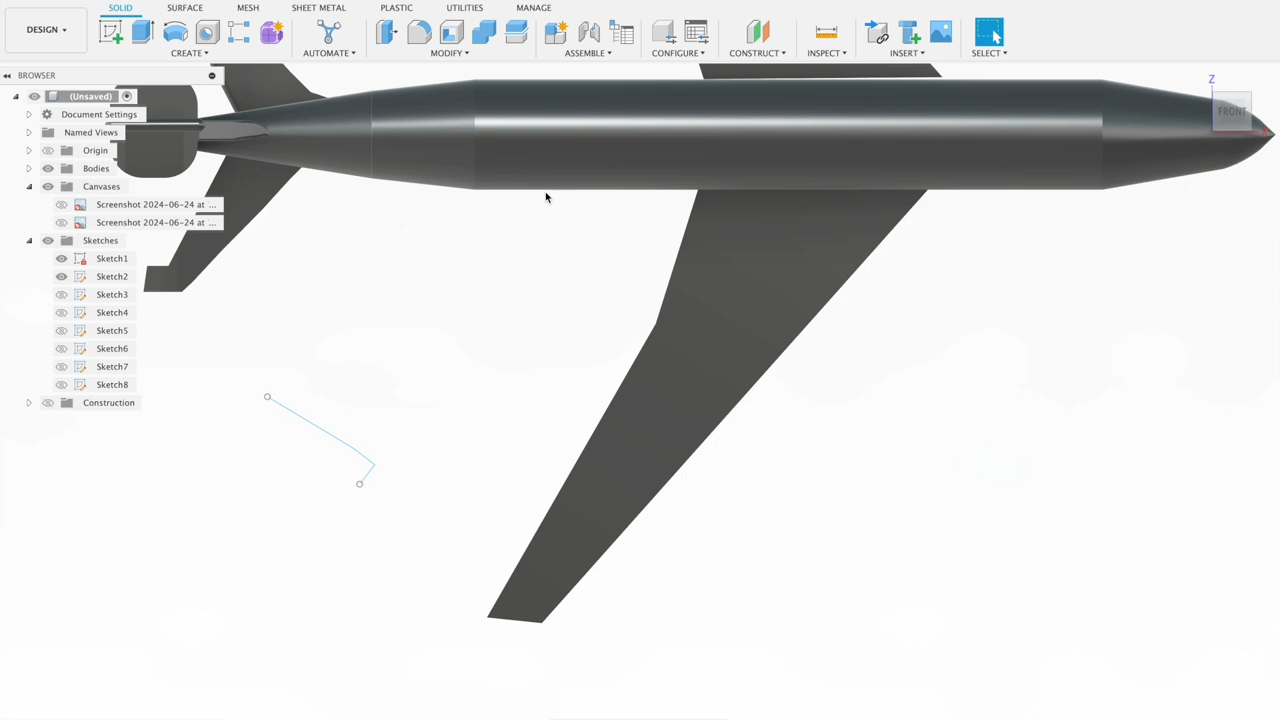 SOLID SURFACE MESH SHEET METAL PLASTIC UTILITIES MANAGE
DESIGN
CREATE AUTOMATE MODIFY ASSEMBLE CONFIGURE CONSTRUCT INSPECT INSERT SELECT
BROWSER
(Unsaved)
Document Settings
Named Views
Origin
Bodies
Canvases
Screenshot 2024-06-24 at ...
Screenshot 2024-06-24 at ...
Sketches
Sketch1
Sketch2
Sketch3
Sketch4
Sketch5
Sketch6
Sketch7
Sketch8
Construction
Z
FRONT
X